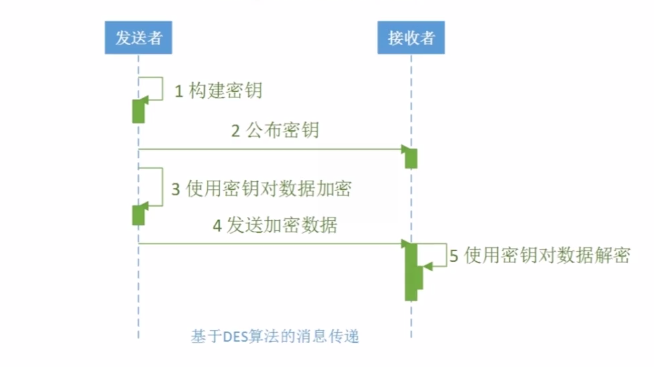 发送者
接收者
1 构建密钥
2 公布密钥
3 使用密钥对数据加密
4 发送加密数据
5 使用密钥对数据解密
基于DES算法的消息传递